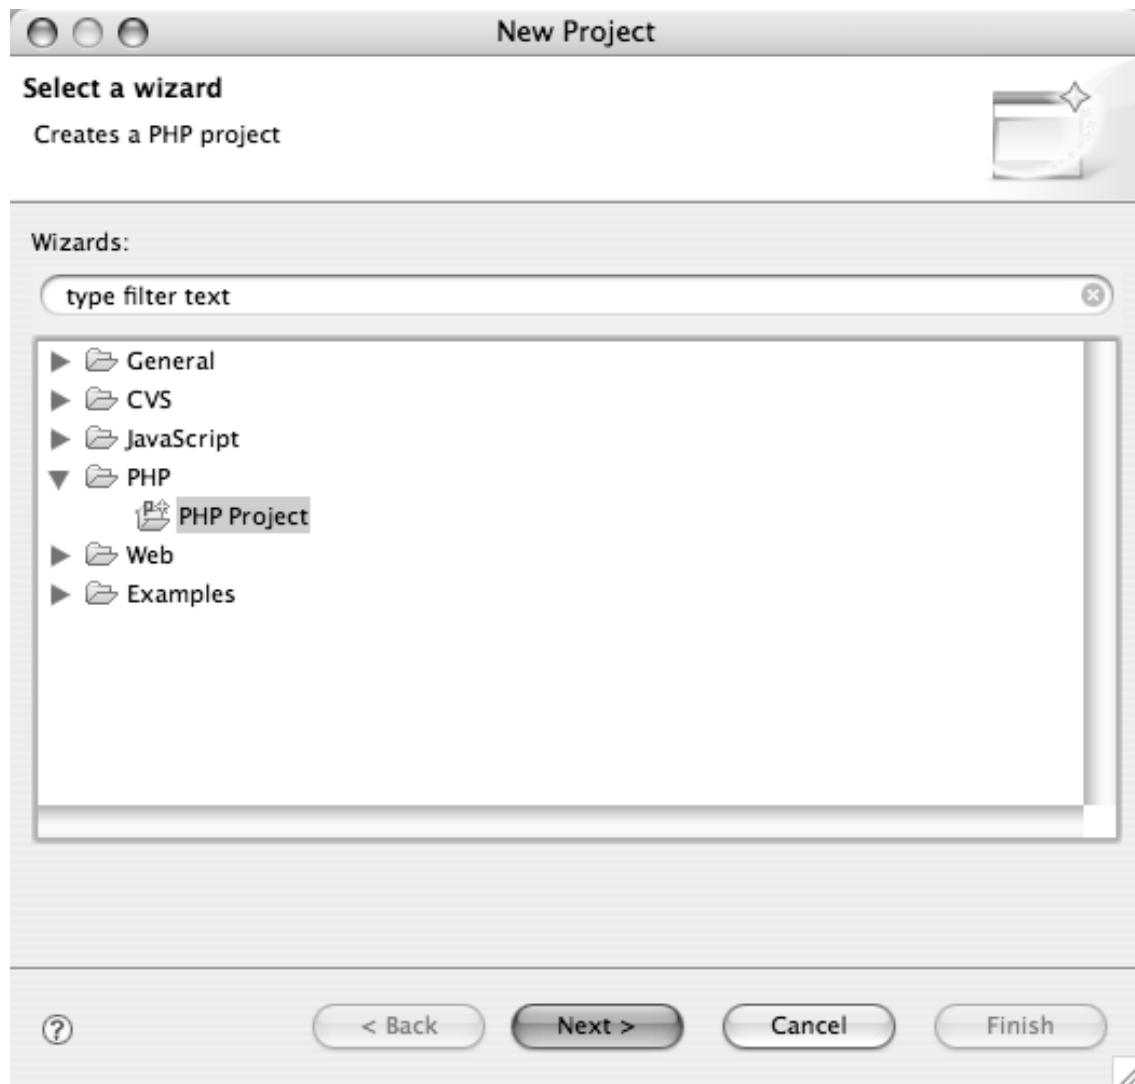 New Project
Select a wizard
Creates a PHP project
Wizards:
type filter text
General
CVS
JavaScript
PHP
PHP Project
Web
Examples
? < Back Next > Cancel Finish